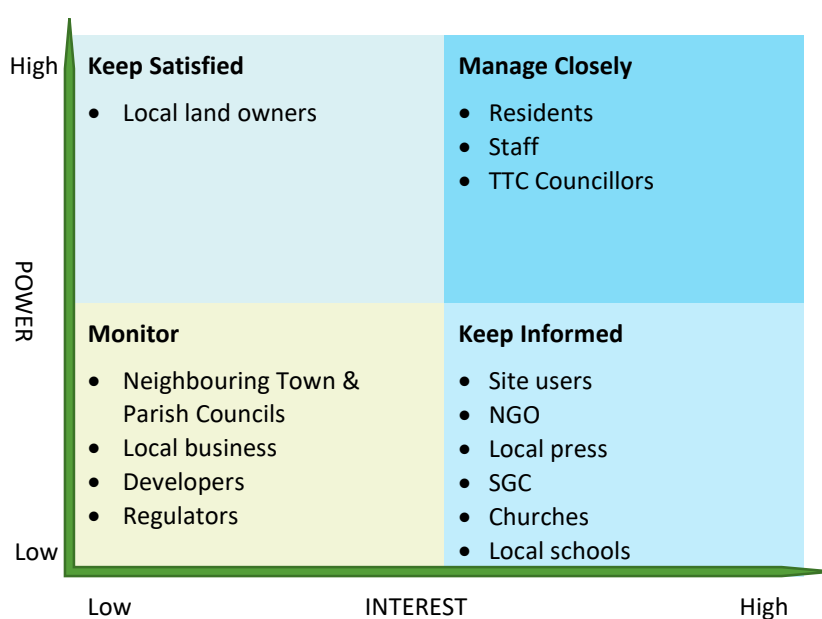 High
Keep Satisfied
• Local land owners
Manage Closely
• Residents
• Staff
• TTC Councillors
POWER
Monitor
• Neighbouring Town &
Parish Councils
• Local business
• Developers
• Regulators
Keep Informed
• Site users
• NGO
• Local press
• SGC
• Churches
• Local schools
Low
Low
INTEREST
High